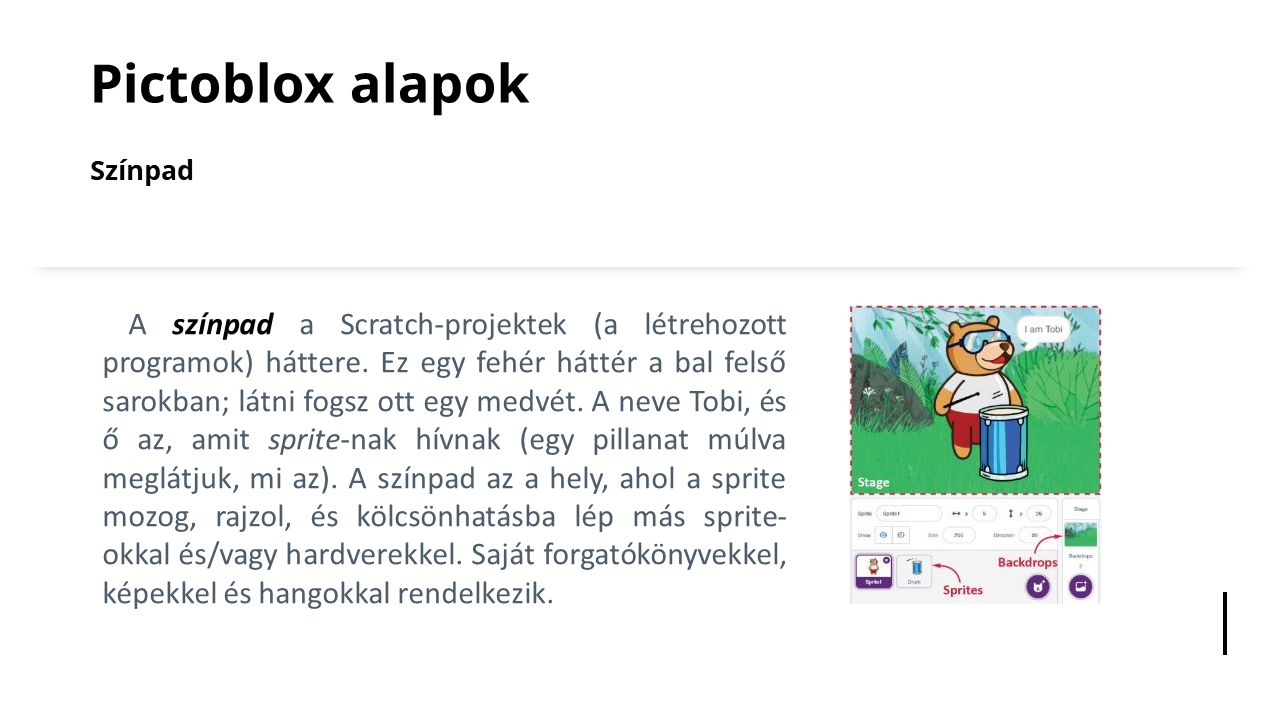 Pictoblox alapok
Színpad
A színpad a Scratch-projektek (a létrehozott
programok) háttere. Ez egy fehér háttér a bal felső
sarokban; látni fogsz ott egy medvét. A neve Tobi, és
ő az, amit sprite-nak hívnak (egy pillanat múlva
meglátjuk, mi az). A színpad az a hely, ahol a sprite
mozog, rajzol, és kölcsönhatásba lép más sprite-
okkal és/vagy hardverekkel. Saját forgatókönyvekkel,
képekkel és hangokkal rendelkezik.
I am Tobi
Stage
Sprite Sprite1 x 5 y 26
Show Size 250 Direction 90
Stage
Backdrops
Backdrops
2
Sprite1
Drum
Sprites